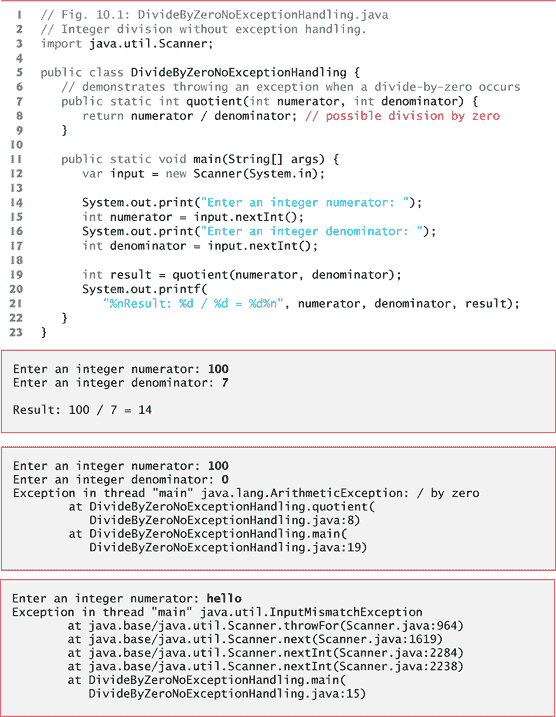 1 // Fig. 10.1: DivideByZeroNoExceptionHandling.java
2 // Integer division without exception handling.
3 import java.util.Scanner;
4
5 public class DivideByZeroNoExceptionHandling {
6 // demonstrates throwing an exception when a divide-by-zero occurs
7 public static int quotient(int numerator, int denominator) {
8 return numerator / denominator; // possible division by zero
9 }
10
11 public static void main(String[] args) {
12 var input = new Scanner(System.in);
13
14 System.out.print("Enter an integer numerator: ");
15 int numerator = input.nextInt();
16 System.out.print("Enter an integer denominator: ");
17 int denominator = input.nextInt();
18
19 int result = quotient(numerator, denominator);
20 System.out.printf(
21 "%nResult: %d / %d = %d%n", numerator, denominator, result);
22 }
23 }
Enter an integer numerator: 100
Enter an integer denominator: 7
Result: 100 / 7 = 14
Enter an integer numerator: 100
Enter an integer denominator: 0
Exception in thread "main" java.lang.ArithmeticException: / by zero
at DivideByZeroNoExceptionHandling.quotient(
DivideByZeroNoExceptionHandling.java:8)
at DivideByZeroNoExceptionHandling.main(
DivideByZeroNoExceptionHandling.java:19)
Enter an integer numerator: hello
Exception in thread "main" java.util.InputMismatchException
at java.base/java.util.Scanner.throwFor(Scanner.java:964)
at java.base/java.util.Scanner.next(Scanner.java:1619)
at java.base/java.util.Scanner.nextInt(Scanner.java:2284)
at java.base/java.util.Scanner.nextInt(Scanner.java:2238)
at DivideByZeroNoExceptionHandling.main(
DivideByZeroNoExceptionHandling.java:15)